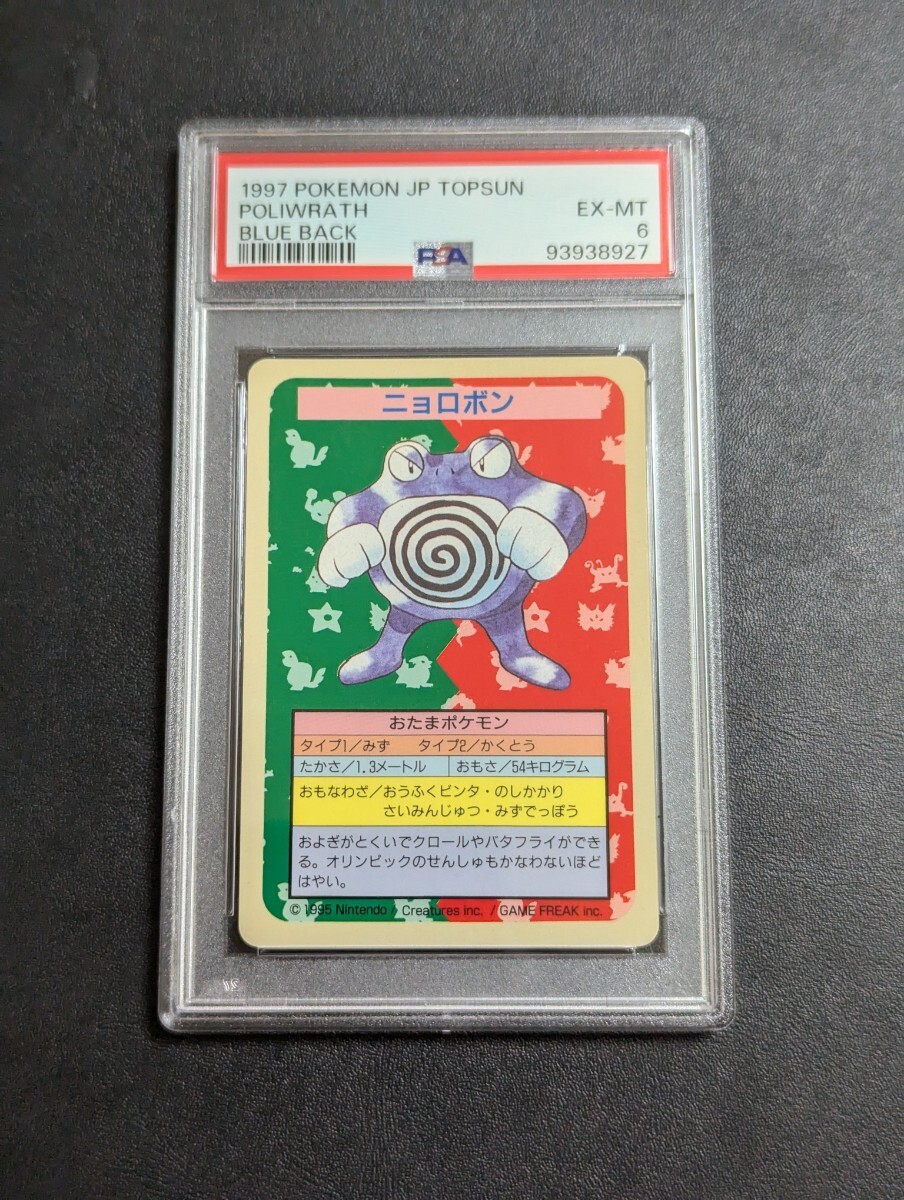 1997 POKEMON JP TOPSUN
POLIWRATH EX-MT
BLUE BACK 6
PSA 93938927
ニョロボン
おたまポケモン
タイプ1/みず タイプ2/かくとう
たかさ/1.3メートル おもさ/54キログラム
おもなわざ/おうふくビンタ・のしかかり
さいみんじゅつ・みずでっぽう
およぎがとくいでクロールやバタフライができ
る。オリンピックのせんしゅもかなわないほど
はやい。
© 1995 Nintendo / Creatures inc. / GAME FREAK inc.